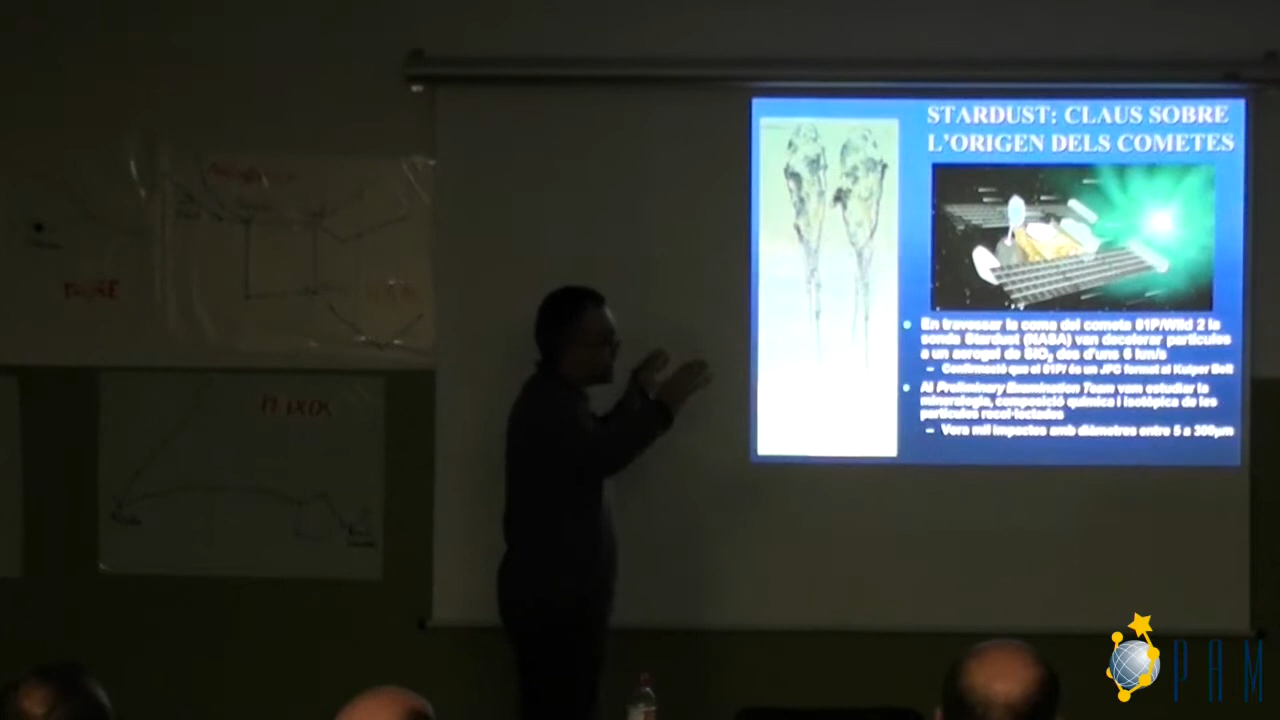 STARDUST: CLAUS SOBRE
L'ORIGEN DELS COMETES
En travessar la coma del cometa 81P/Wild 2 la
sonda Stardust (NASA) van decelerar partícules
a un aerogel de SiO2 des d'uns 6 km/s
– Confirmació que el 81P/ és un JFC format al Kuiper Belt
Al Preliminary Examination Team vam estudiar la
mineralogia, composició química i isotòpica de les
partícules recol·lectades
– Vora mil impactes amb diàmetres entre 5 a 300µm
PAM